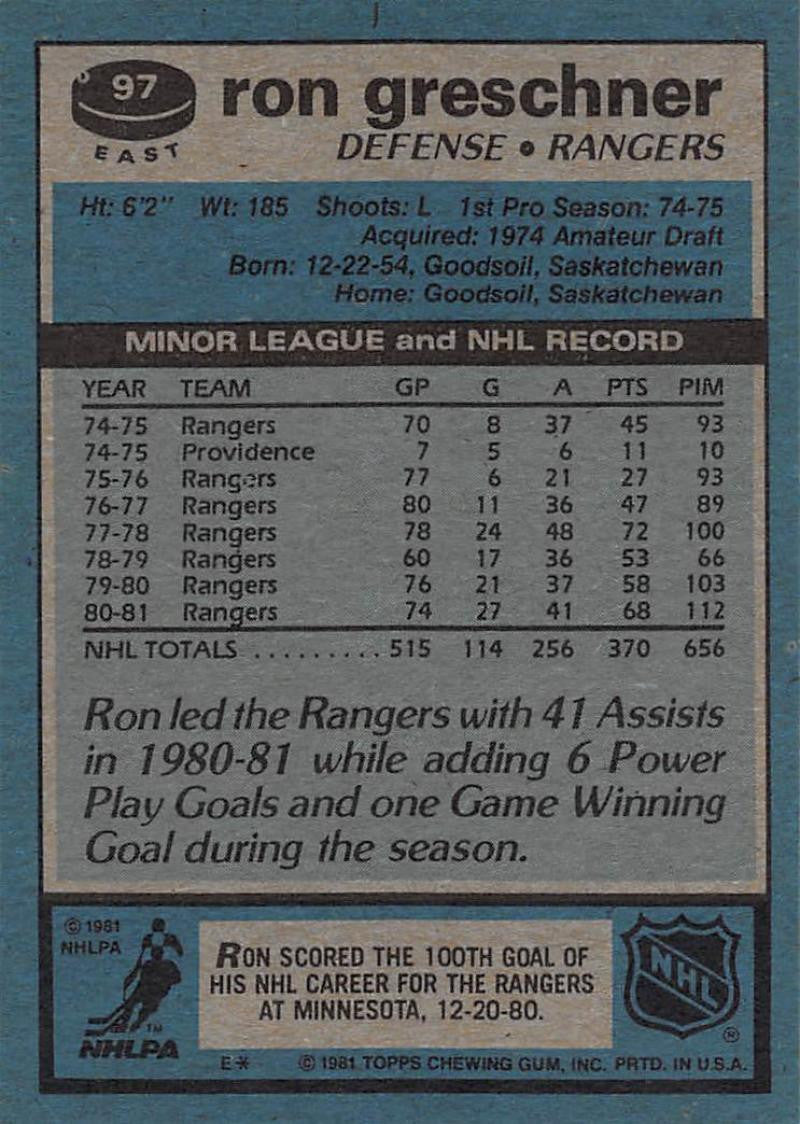 97
EAST
ron greschner
DEFENSE • RANGERS
Ht: 6'2" Wt: 185 Shoots: L 1st Pro Season: 74-75
Acquired: 1974 Amateur Draft
Born: 12-22-54, Goodsoil, Saskatchewan
Home: Goodsoil, Saskatchewan
MINOR LEAGUE and NHL RECORD
YEAR TEAM GP G A PTS PIM
74-75 Rangers 70 8 37 45 93
74-75 Providence 7 5 6 11 10
75-76 Rangers 77 6 21 27 93
76-77 Rangers 80 11 36 47 89
77-78 Rangers 78 24 48 72 100
78-79 Rangers 60 17 36 53 66
79-80 Rangers 76 21 37 58 103
80-81 Rangers 74 27 41 68 112
NHL TOTALS .......... 515 114 256 370 656
Ron led the Rangers with 41 Assists
in 1980-81 while adding 6 Power
Play Goals and one Game Winning
Goal during the season.
© 1981
NHLPA
TM
NHLPA
RON SCORED THE 100TH GOAL OF
HIS NHL CAREER FOR THE RANGERS
AT MINNESOTA, 12-20-80.
NHL
®
E* © 1981 TOPPS CHEWING GUM, INC. PRTD. IN U.S.A.